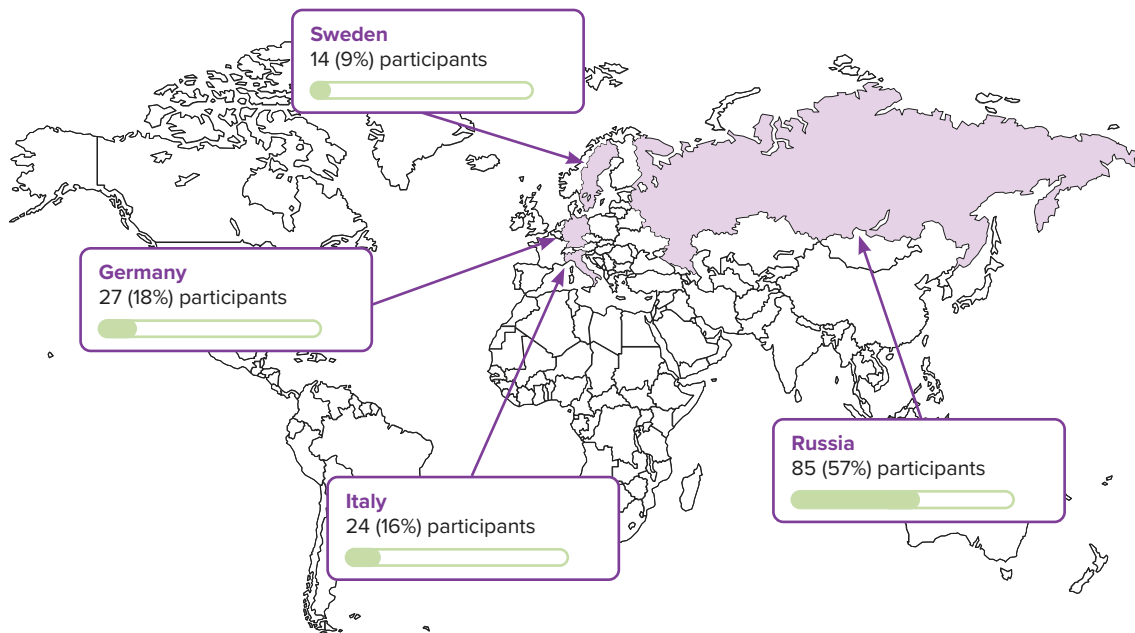 Sweden
14 (9%) participants
Germany
27 (18%) participants
Italy
24 (16%) participants
Russia
85 (57%) participants